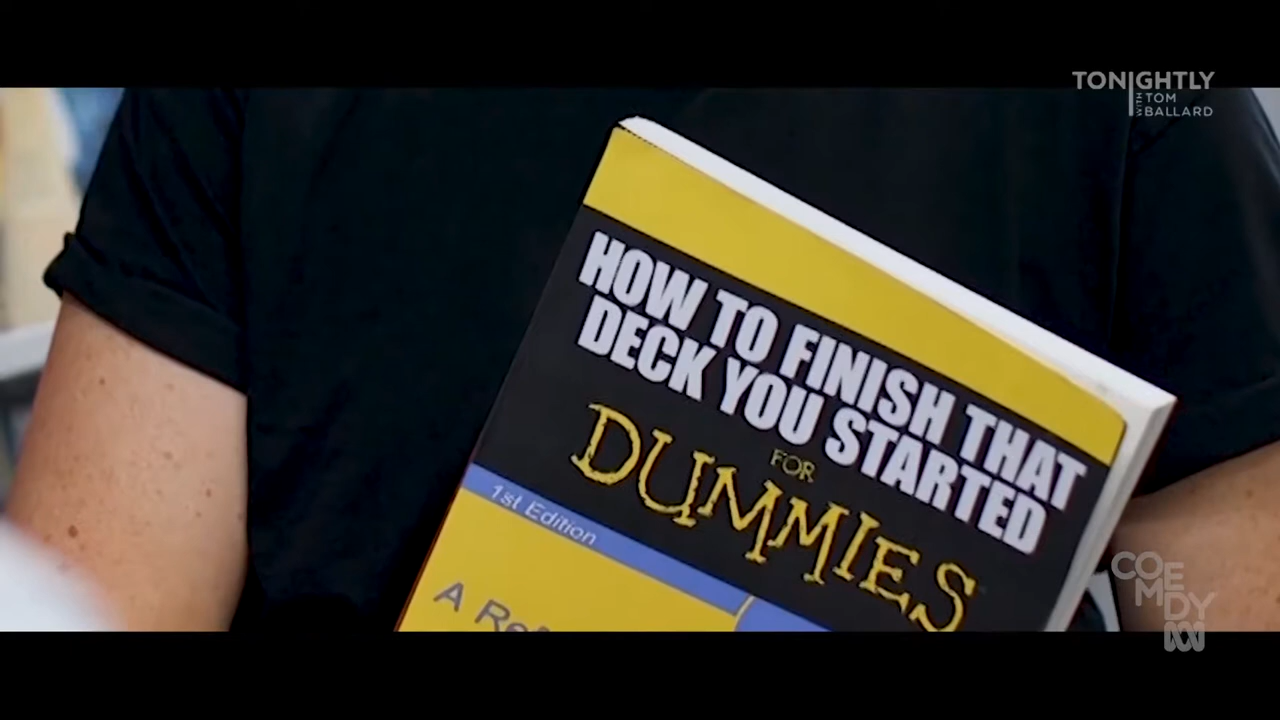 TONIGHTLY
WITH TOM
BALLARD
HOW TO FINISH THAT
DECK YOU STARTED
FOR
DUMMIES
1st Edition
A
COMEDY